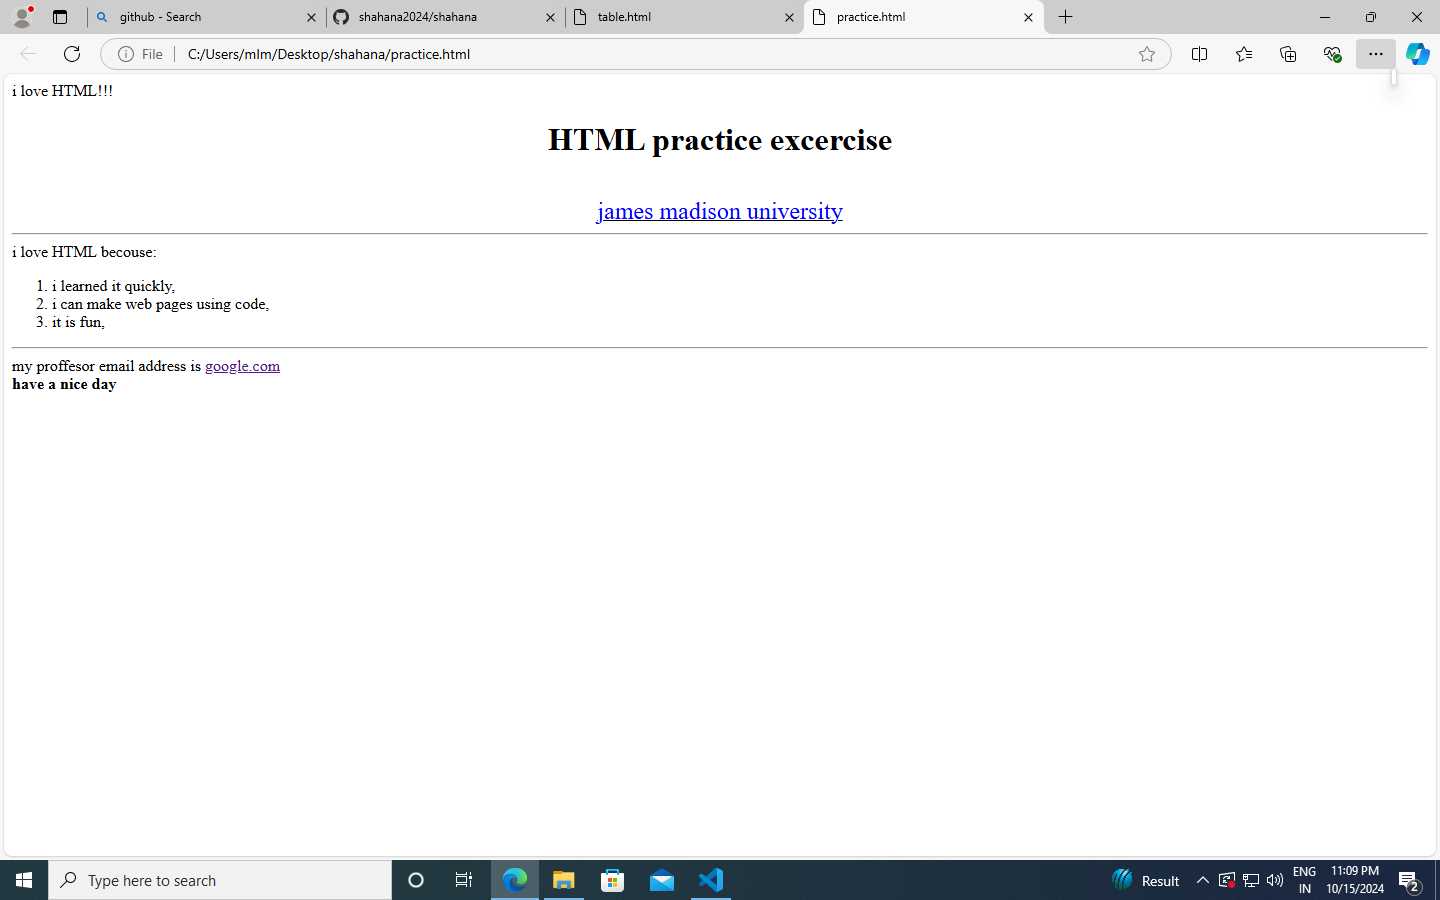 github - Search
shahana2024/shahana
table.html
practice.html
File
C:/Users/mlm/Desktop/shahana/practice.html
i love HTML!!!
HTML practice excercise
james madison university
i love HTML becouse:
1. i learned it quickly,
2. i can make web pages using code,
3. it is fun,
my proffesor email address is google.com
have a nice day
Type here to search
Result
ENG
IN
11:09 PM
10/15/2024
2